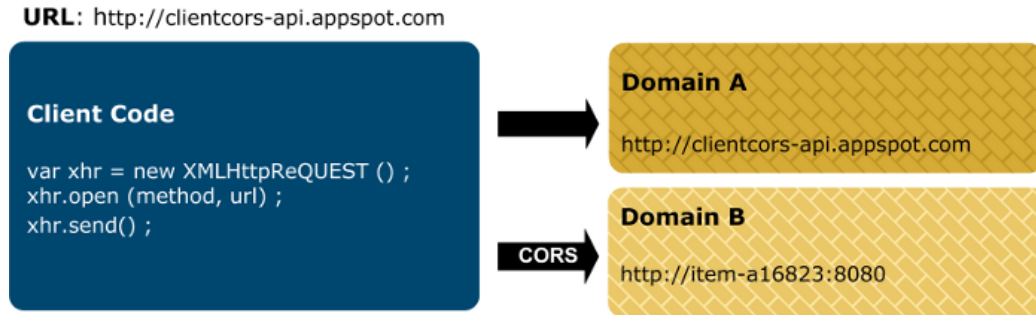 URL: http://clientcors-api.appspot.com
Client Code
var xhr = new XMLHttpReQUEST () ;
xhr.open (method, url) ;
xhr.send() ;
Domain A
http://clientcors-api.appspot.com
CORS
Domain B
http://item-a16823:8080